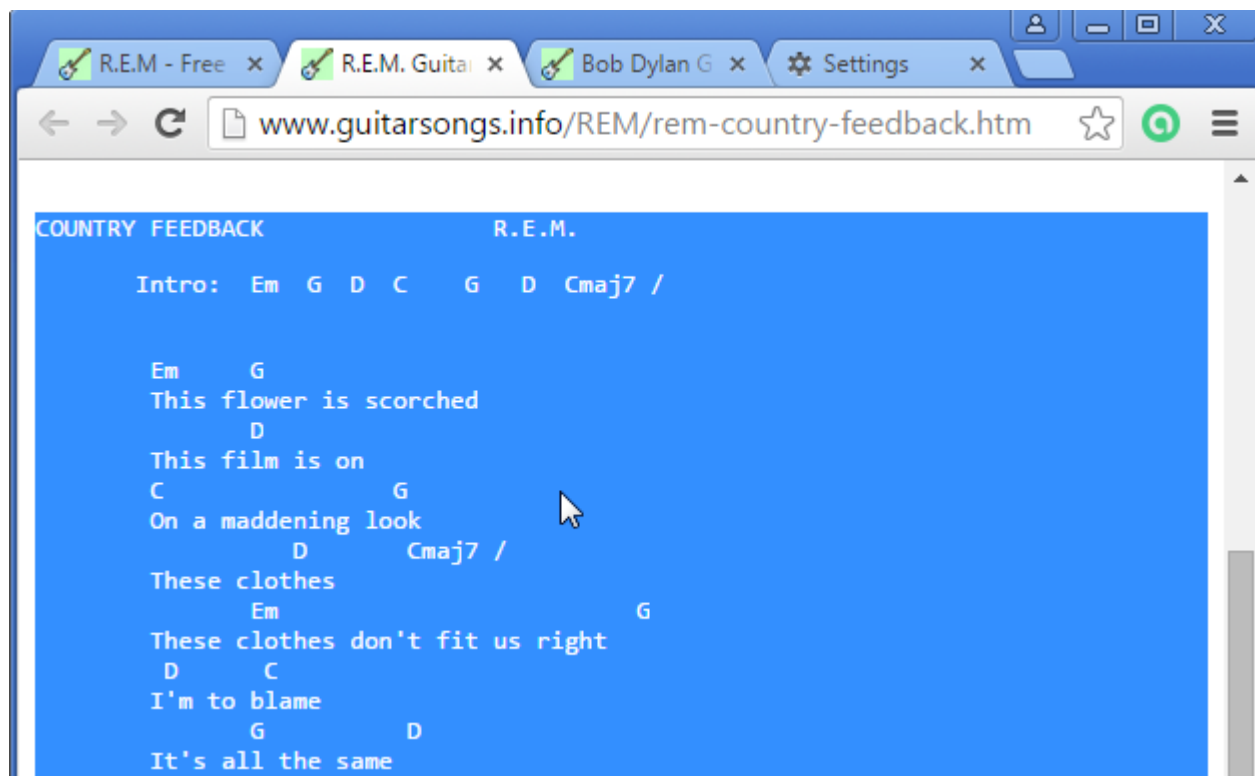 R.E.M - Free R.E.M. Guita Bob Dylan G Settings
www.guitarsongs.info/REM/rem-country-feedback.htm
COUNTRY FEEDBACK R.E.M.
Intro: Em G D C G D Cmaj7 /
Em G
This flower is scorched
D
This film is on
C G
On a maddening look
D Cmaj7 /
These clothes
Em G
These clothes don't fit us right
D C
I'm to blame
G D
It's all the same